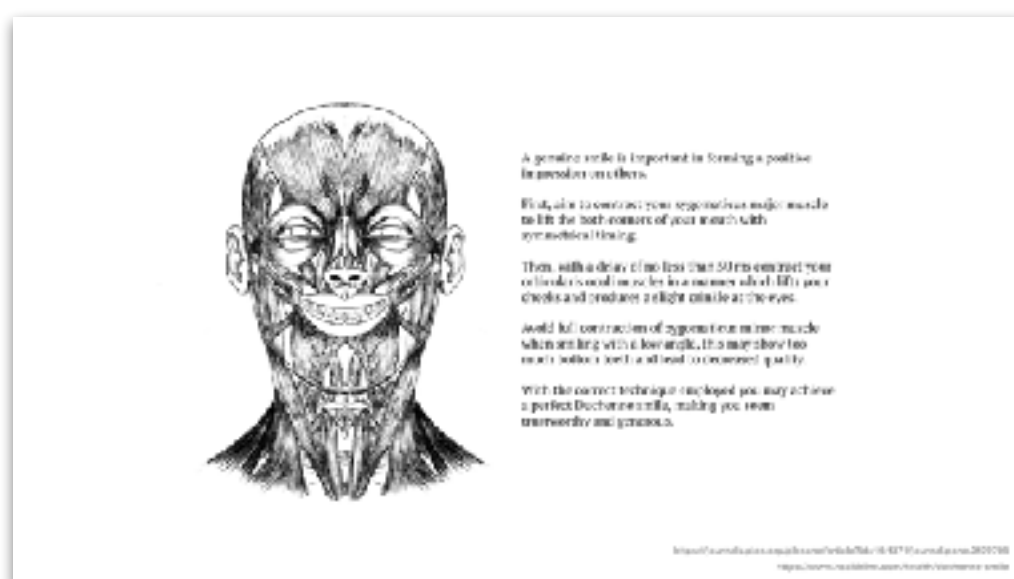 A genuine smile is important in forming a positive
impression on others.
First, aim to contract your zygomaticus major muscle
to lift the both corners of your mouth with
symmetrical timing.
Then, with a delay of no less than 50 ms contract your
orbicularis oculi muscles in a manner which lifts your
cheeks and produces a slight crinkle at the eyes.
Avoid full contraction of zygomaticus minor muscle
when smiling with a low angle, this may show too
much bottom teeth and lead to decreased quality.
With the correct technique employed you may achieve
a perfect Duchenne smile, making you seem
trustworthy and generous.